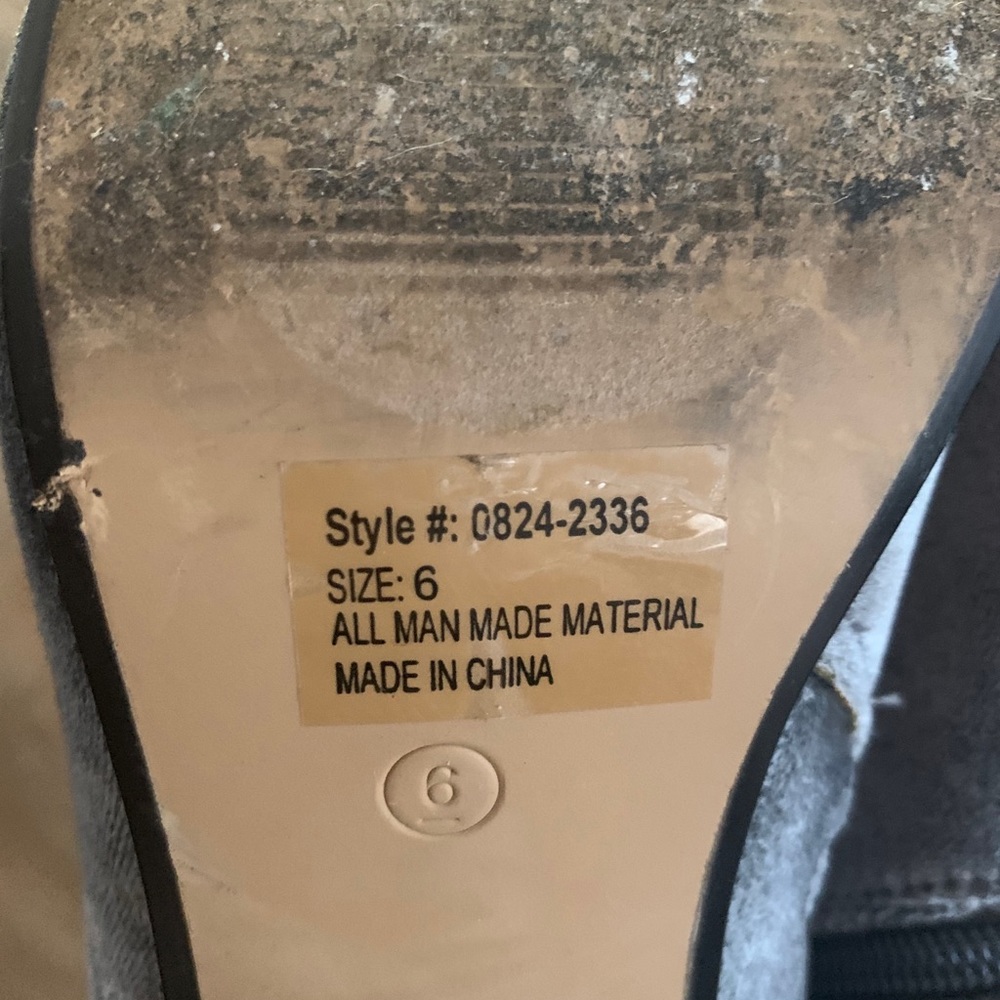 Style #: 0824-2336
SIZE: 6
ALL MAN MADE MATERIAL
MADE IN CHINA
6